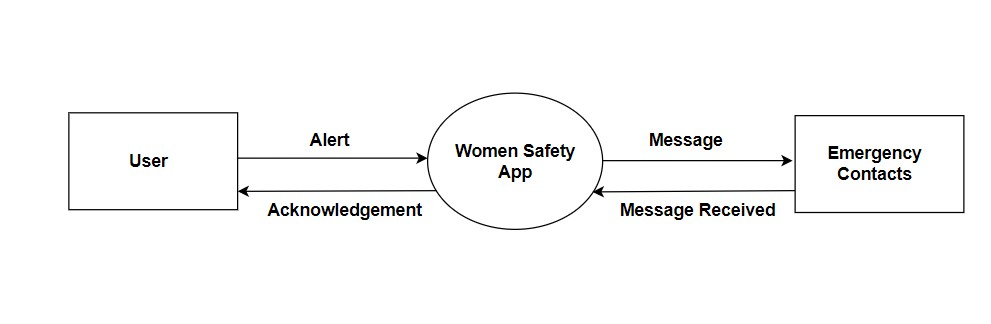 User
Alert
Acknowledgement
Women Safety
App
Message
Message Received
Emergency
Contacts